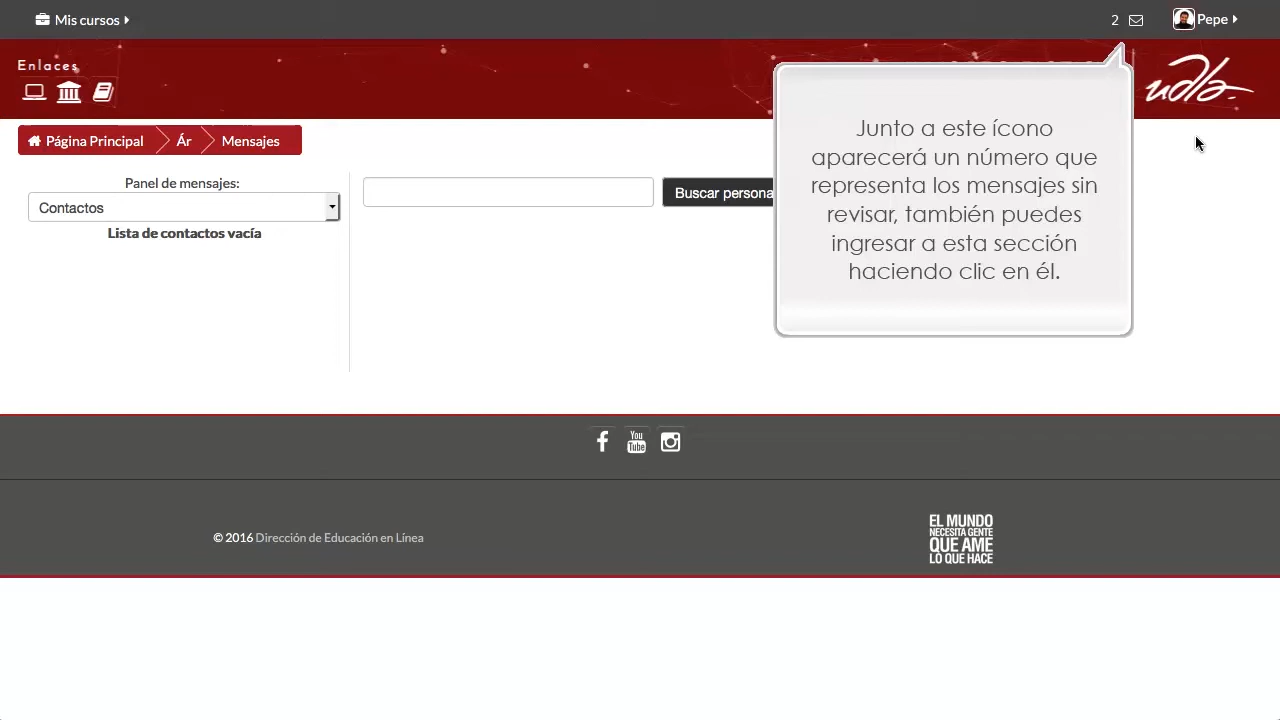 Mis cursos
2
Pepe
Enlaces
udla
Página Principal
Ár
Mensajes
Panel de mensajes:
Contactos
Lista de contactos vacía
Buscar persona
Junto a este ícono
aparecerá un número que
representa los mensajes sin
revisar, también puedes
ingresar a esta sección
haciendo clic en él.
You
Tube
© 2016 Dirección de Educación en Línea
EL MUNDO
NECESITA GENTE
QUE AME
LO QUE HACE